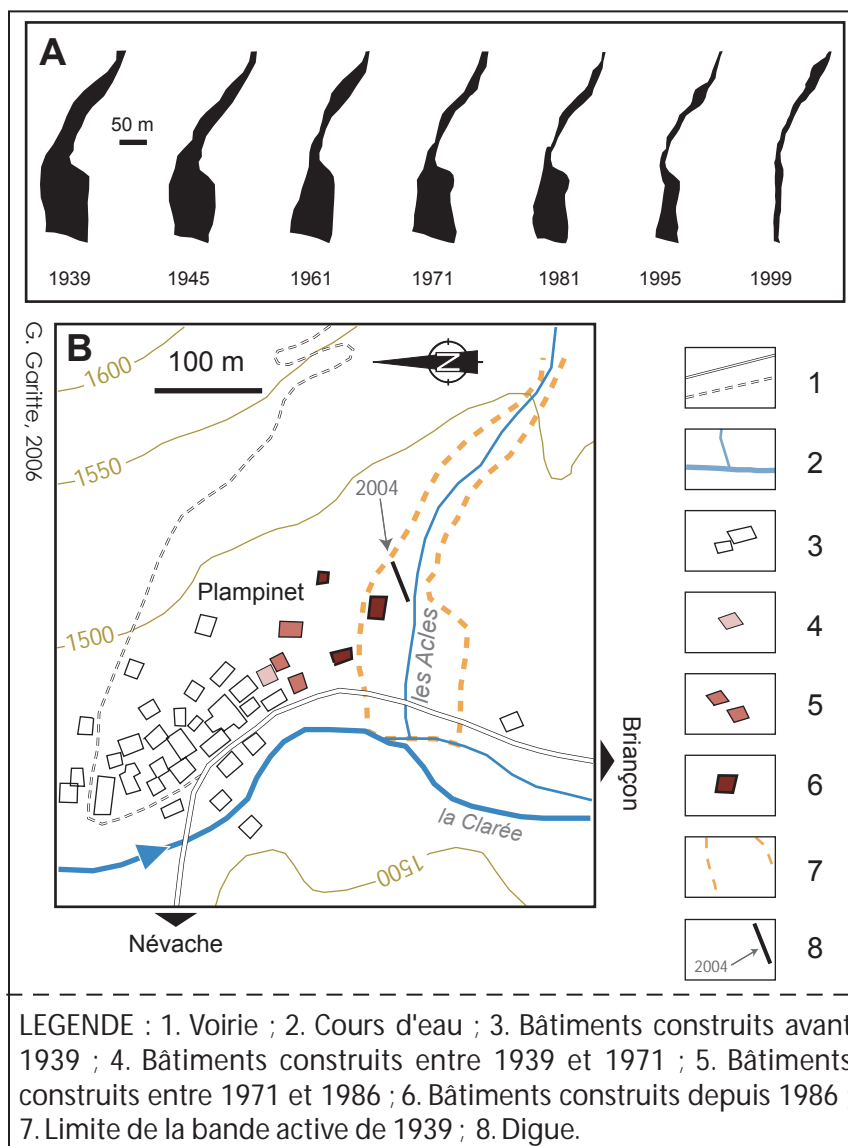 A
50 m
1939
1945
1961
1971
1981
1995
1999
G. Garitte, 2006
B
100 m
N
1600
1550
1500
2004
Plampinet
les Acles
Briançon
la Clarée
1500
Névache
1
2
3
4
5
6
7
8
2004
LEGENDE : 1. Voirie ; 2. Cours d'eau ; 3. Bâtiments construits avant
1939 ; 4. Bâtiments construits entre 1939 et 1971 ; 5. Bâtiments
construits entre 1971 et 1986 ; 6. Bâtiments construits depuis 1986 ;
7. Limite de la bande active de 1939 ; 8. Digue.